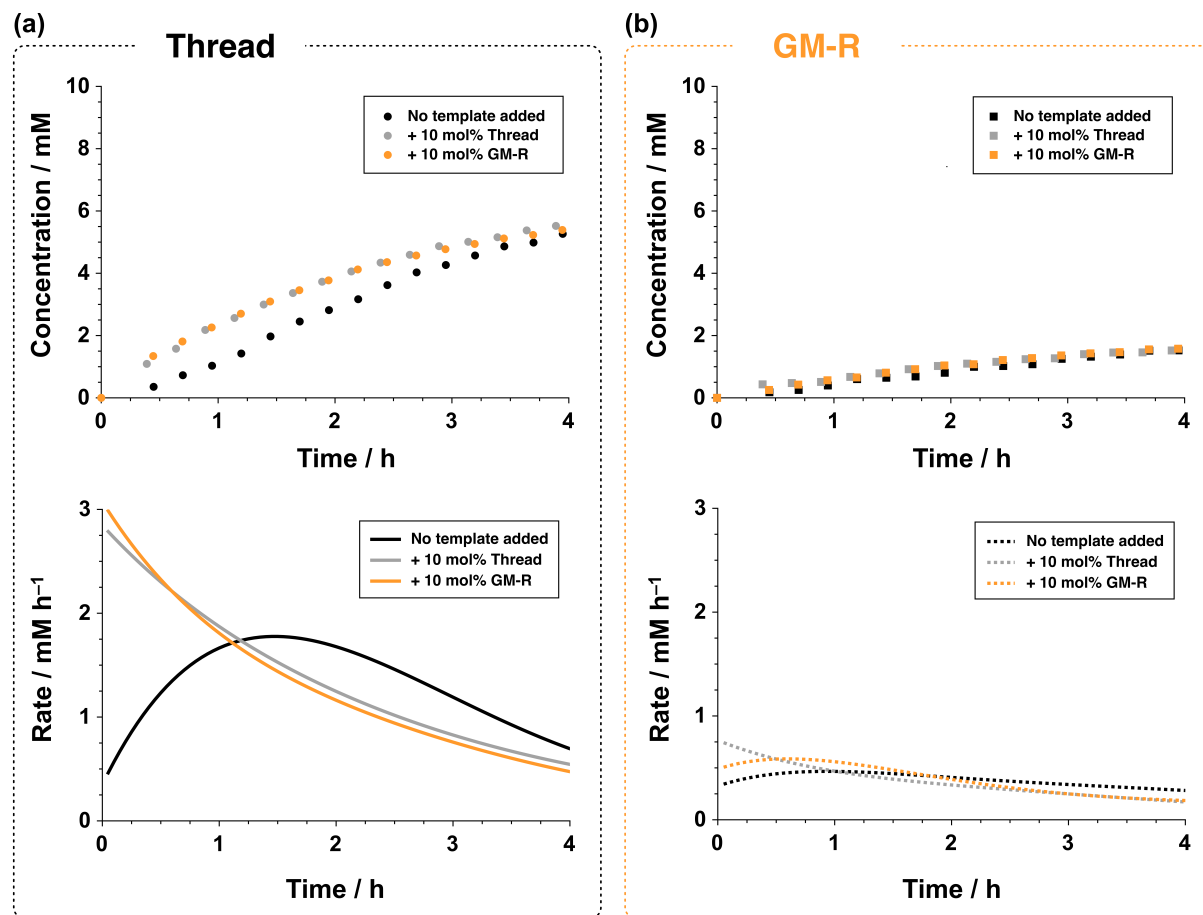 (a)
Thread
10
8
6
4
2
0
Concentration / mM
No template added
+ 10 mol% Thread
+ 10 mol% GM-R
0 1 2 3 4
Time / h
3
2
1
0
Rate / mM h⁻¹
No template added
+ 10 mol% Thread
+ 10 mol% GM-R
0 1 2 3 4
Time / h
(b)
GM-R
10
8
6
4
2
0
Concentration / mM
No template added
+ 10 mol% Thread
+ 10 mol% GM-R
0 1 2 3 4
Time / h
3
2
1
0
Rate / mM h⁻¹
No template added
+ 10 mol% Thread
+ 10 mol% GM-R
0 1 2 3 4
Time / h